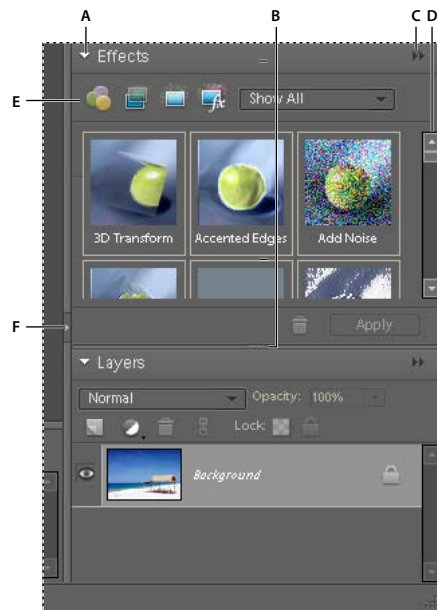 A B C D
Effects
E
Show All
3D Transform Accented Edges Add Noise
F
Apply
Layers
Normal Opacity: 100%
Lock:
Background